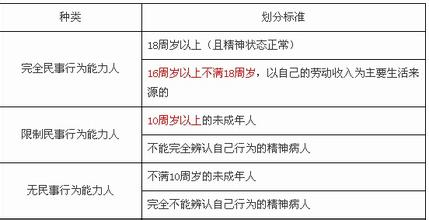 种类 划分标准
完全民事行为能力人
18周岁以上（且精神状态正常）
16周岁以上不满18周岁，以自己的劳动收入为主要生活来
源的
限制民事行为能力人
10周岁以上的未成年人
不能完全辨认自己行为的精神病人
无民事行为能力人
不满10周岁的未成年人
完全不能辨认自己行为的精神病人